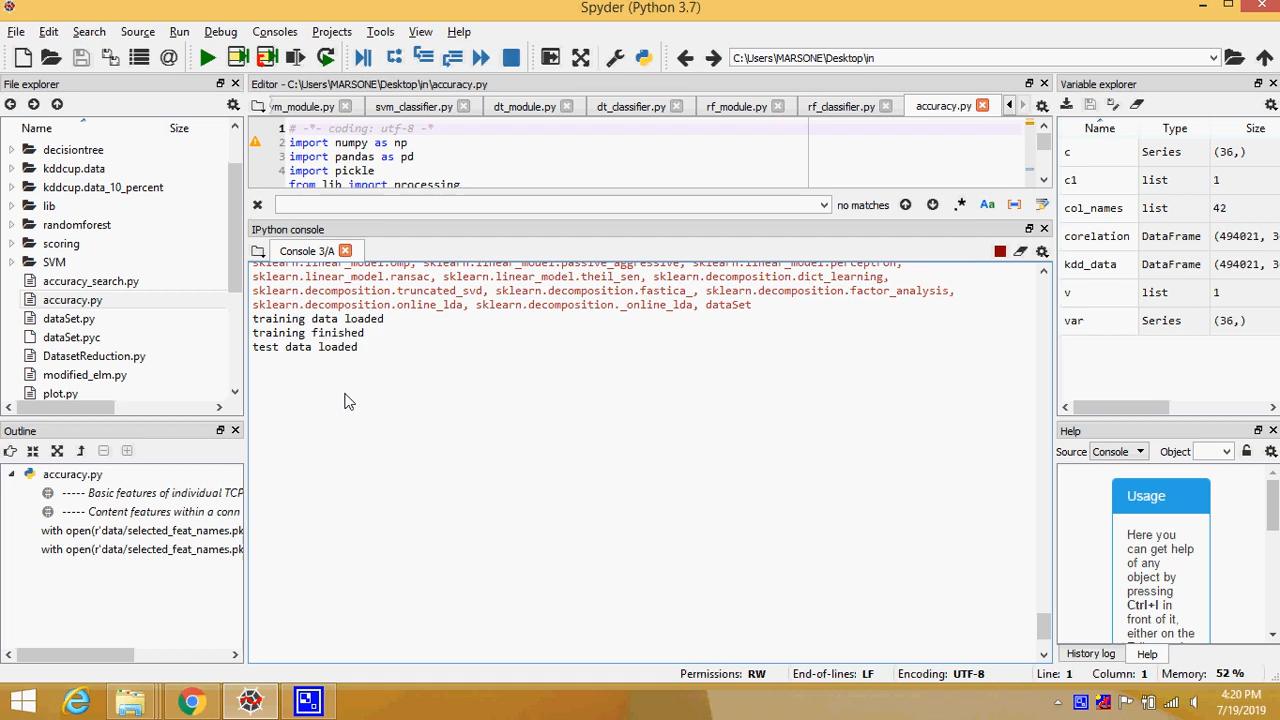 Spyder (Python 3.7)
File Edit Search Source Run Debug Consoles Projects Tools View Help
C:\Users\MARSONE\Desktop\in
File explorer
Name Size
decisiontree
kddcup.data
kddcup.data_10_percent
lib
randomforest
scoring
SVM
accuracy_search.py
accuracy.py
dataSet.py
dataSet.pyc
DatasetReduction.py
modified_elm.py
plot.py
Outline
accuracy.py
----- Basic features of individual TCP
----- Content features within a conn
with open(r'data/selected_feat_names.pk
with open(r'data/selected_feat_names.pk
Editor - C:\Users\MARSONE\Desktop\in\accuracy.py
vm_module.py svm_classifier.py dt_module.py dt_classifier.py rf_module.py rf_classifier.py accuracy.py
1 # -*- coding: utf-8 -*
2 import numpy as np
3 import pandas as pd
4 import pickle
from lib import processing
no matches
Aa
IPython console
Console 3/A
sklearn.linear_model.omp, sklearn.linear_model.passive_aggressive, sklearn.linear_model.perceptron,
sklearn.linear_model.ransac, sklearn.linear_model.theil_sen, sklearn.decomposition.dict_learning,
sklearn.decomposition.truncated_svd, sklearn.decomposition.fastica_, sklearn.decomposition.factor_analysis,
sklearn.decomposition.online_lda, sklearn.decomposition._online_lda, dataSet
training data loaded
training finished
test data loaded
Variable explorer
Name Type Size
c Series (36,)
c1 list 1
col_names list 42
corelation DataFrame (494021, 3
kdd_data DataFrame (494021, 3
v list 1
var Series (36,)
Help
Source Console Object
Usage
Here you
can get help
of any
object by
pressing
Ctrl+I in
front of it,
either on the
History log Help
Permissions: RW End-of-lines: LF Encoding: UTF-8 Line: 1 Column: 1 Memory: 52 %
4:20 PM
7/19/2019